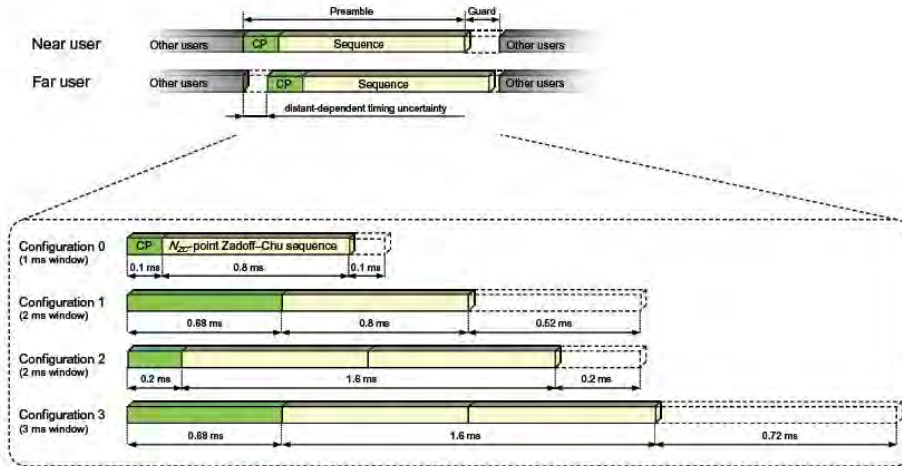 Preamble Guard
Near user Other users CP Sequence Other users
Far user Other users CP Sequence Other users
distant-dependent timing uncertainty
Configuration 0
(1 ms window)
CP N_ZC-point Zadoff–Chu sequence
0.1 ms 0.8 ms 0.1 ms
Configuration 1
(2 ms window)
0.68 ms 0.8 ms 0.52 ms
Configuration 2
(2 ms window)
0.2 ms 1.6 ms 0.2 ms
Configuration 3
(3 ms window)
0.68 ms 1.6 ms 0.72 ms